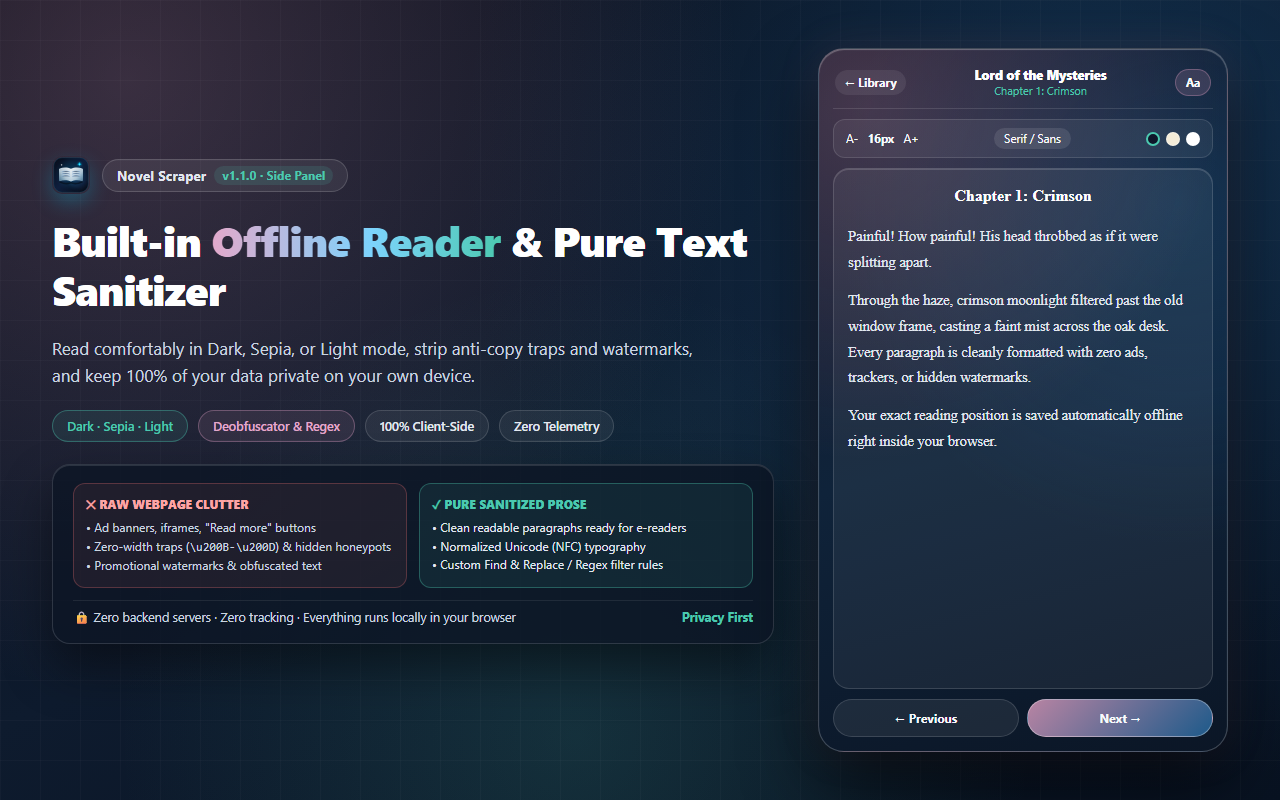 Novel Scraper v1.1.0 · Side Panel
Built-in Offline Reader & Pure Text
Sanitizer
Read comfortably in Dark, Sepia, or Light mode, strip anti-copy traps and watermarks,
and keep 100% of your data private on your own device.
Dark · Sepia · Light Deobfuscator & Regex 100% Client-Side Zero Telemetry
✕ RAW WEBPAGE CLUTTER
• Ad banners, iframes, "Read more" buttons
• Zero-width traps (\u200B-\u200D) & hidden honeypots
• Promotional watermarks & obfuscated text
✓ PURE SANITIZED PROSE
• Clean readable paragraphs ready for e-readers
• Normalized Unicode (NFC) typography
• Custom Find & Replace / Regex filter rules
🔒 Zero backend servers · Zero tracking · Everything runs locally in your browser Privacy First
← Library
Lord of the Mysteries
Chapter 1: Crimson
Aa
A- 16px A+ Serif / Sans
Chapter 1: Crimson
Painful! How painful! His head throbbed as if it were
splitting apart.
Through the haze, crimson moonlight filtered past the old
window frame, casting a faint mist across the oak desk.
Every paragraph is cleanly formatted with zero ads,
trackers, or hidden watermarks.
Your exact reading position is saved automatically offline
right inside your browser.
← Previous Next →